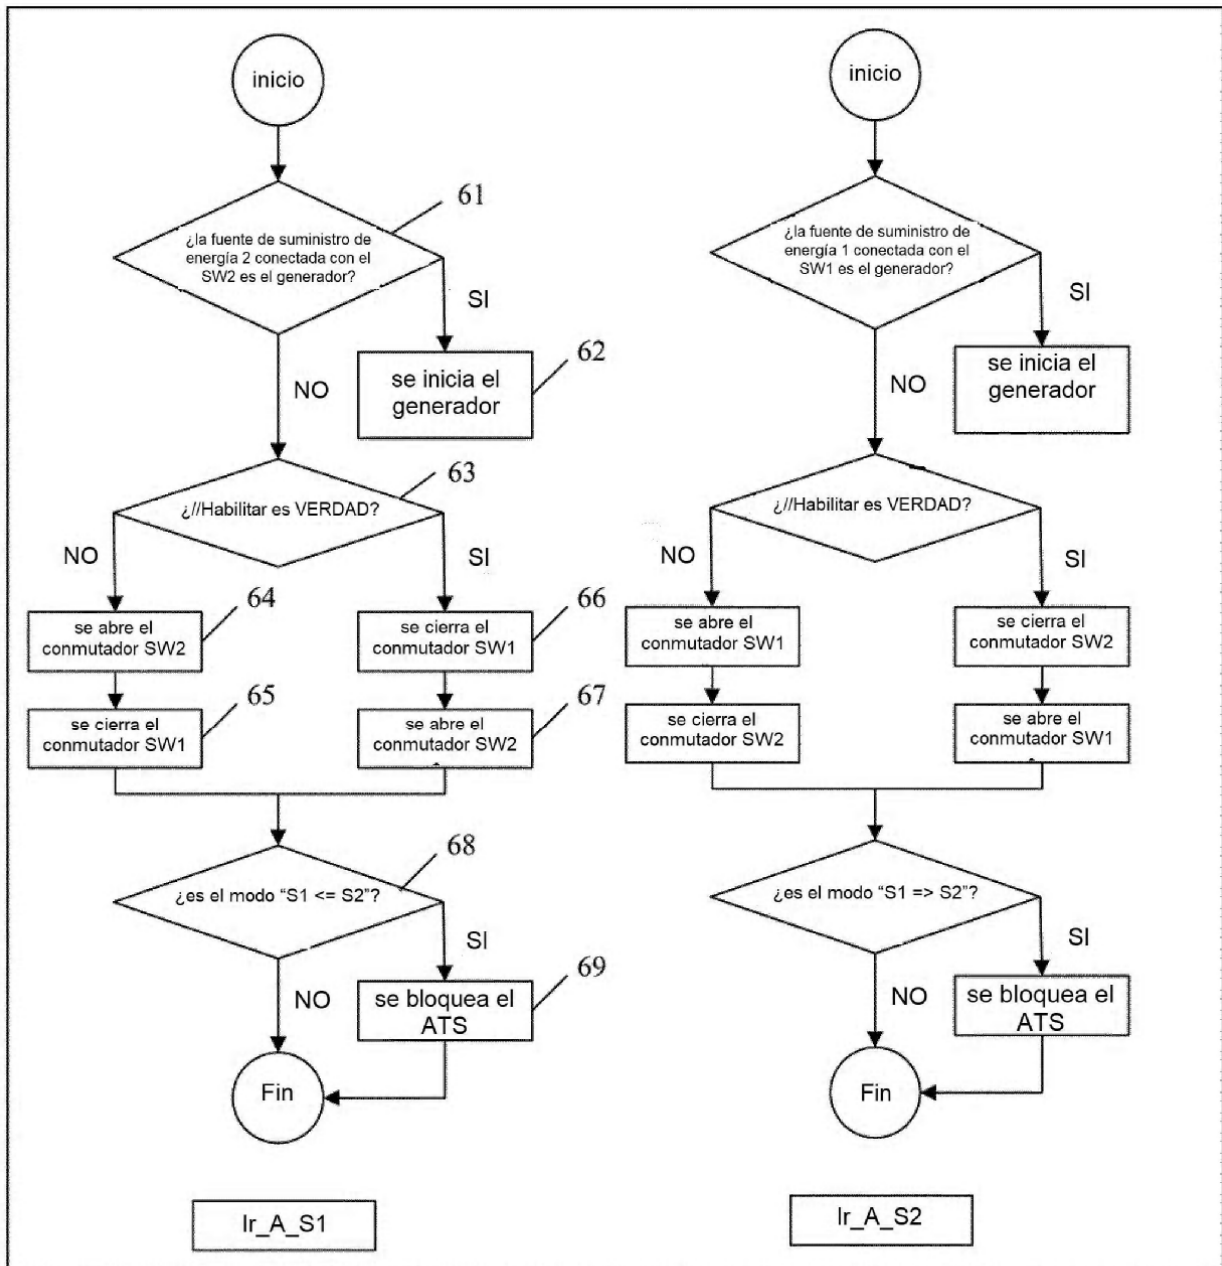 inicio
¿la fuente de suministro de
energía 2 conectada con el
SW2 es el generador?
61
SI
se inicia el
generador
62
NO
¿//Habilitar es VERDAD?
63
NO
SI
se abre el
conmutador SW2
64
se cierra el
conmutador SW1
66
se cierra el
conmutador SW1
65
se abre el
conmutador SW2
67
¿es el modo “S1 <= S2”?
68
SI
NO
se bloquea el
ATS
69
Fin
Ir_A_S1
inicio
¿la fuente de suministro de
energía 1 conectada con el
SW1 es el generador?
SI
se inicia el
generador
NO
¿//Habilitar es VERDAD?
NO
SI
se abre el
conmutador SW1
se cierra el
conmutador SW2
se cierra el
conmutador SW2
se abre el
conmutador SW1
¿es el modo “S1 => S2”?
SI
NO
se bloquea el
ATS
Fin
Ir_A_S2